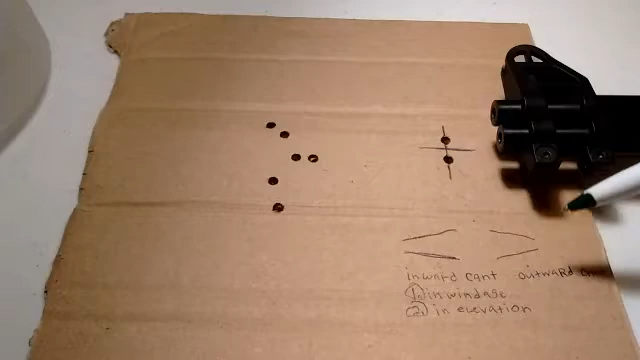 inward cant outward
① in windage
② in elevation